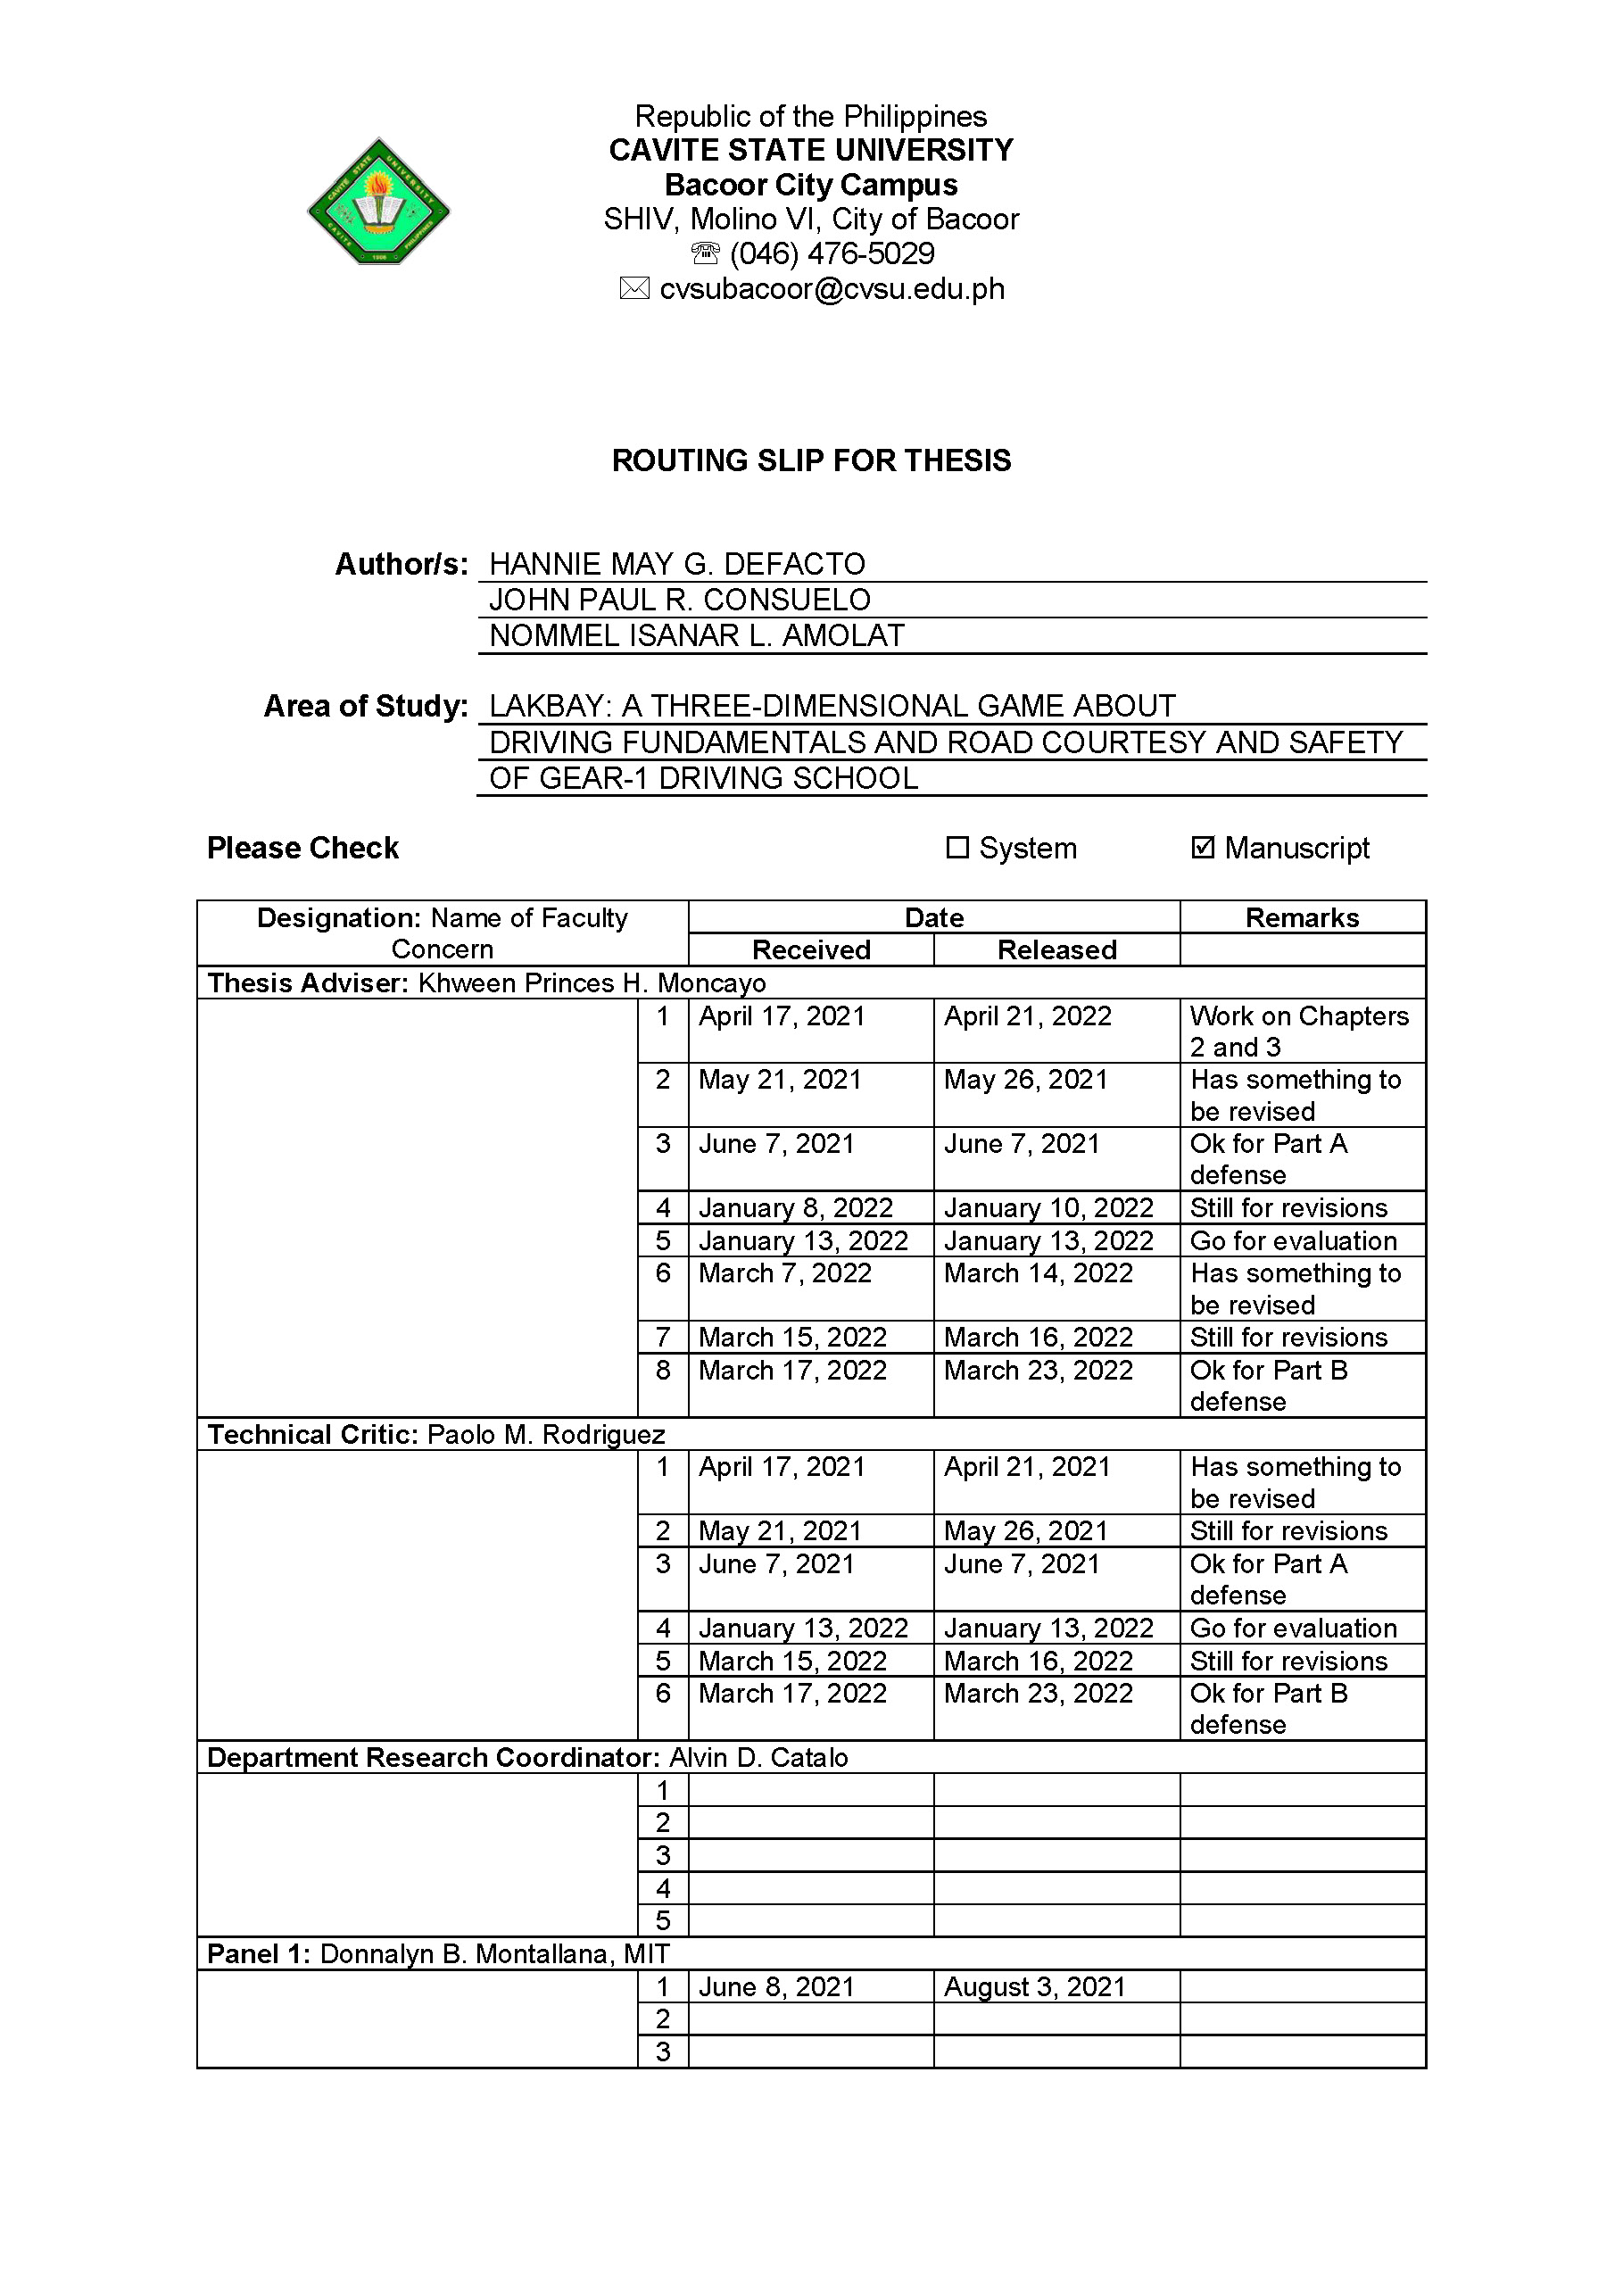 Republic of the Philippines
CAVITE STATE UNIVERSITY
Bacoor City Campus
SHIV, Molino VI, City of Bacoor
☏ (046) 476-5029
✉ cvsubacoor@cvsu.edu.ph
CAVITE STATE UNIVERSITY
CAVITE PHILIPPINES
1906
ROUTING SLIP FOR THESIS
Author/s: HANNIE MAY G. DEFACTO
JOHN PAUL R. CONSUELO
NOMMEL ISANAR L. AMOLAT
Area of Study: LAKBAY: A THREE-DIMENSIONAL GAME ABOUT
DRIVING FUNDAMENTALS AND ROAD COURTESY AND SAFETY
OF GEAR-1 DRIVING SCHOOL
Please Check ☐ System ☑ Manuscript
Designation: Name of Faculty Date Remarks
Concern Received Released
Thesis Adviser: Khween Princes H. Moncayo
1 April 17, 2021 April 21, 2022 Work on Chapters
2 and 3
2 May 21, 2021 May 26, 2021 Has something to
be revised
3 June 7, 2021 June 7, 2021 Ok for Part A
defense
4 January 8, 2022 January 10, 2022 Still for revisions
5 January 13, 2022 January 13, 2022 Go for evaluation
6 March 7, 2022 March 14, 2022 Has something to
be revised
7 March 15, 2022 March 16, 2022 Still for revisions
8 March 17, 2022 March 23, 2022 Ok for Part B
defense
Technical Critic: Paolo M. Rodriguez
1 April 17, 2021 April 21, 2021 Has something to
be revised
2 May 21, 2021 May 26, 2021 Still for revisions
3 June 7, 2021 June 7, 2021 Ok for Part A
defense
4 January 13, 2022 January 13, 2022 Go for evaluation
5 March 15, 2022 March 16, 2022 Still for revisions
6 March 17, 2022 March 23, 2022 Ok for Part B
defense
Department Research Coordinator: Alvin D. Catalo
1
2
3
4
5
Panel 1: Donnalyn B. Montallana, MIT
1 June 8, 2021 August 3, 2021
2
3